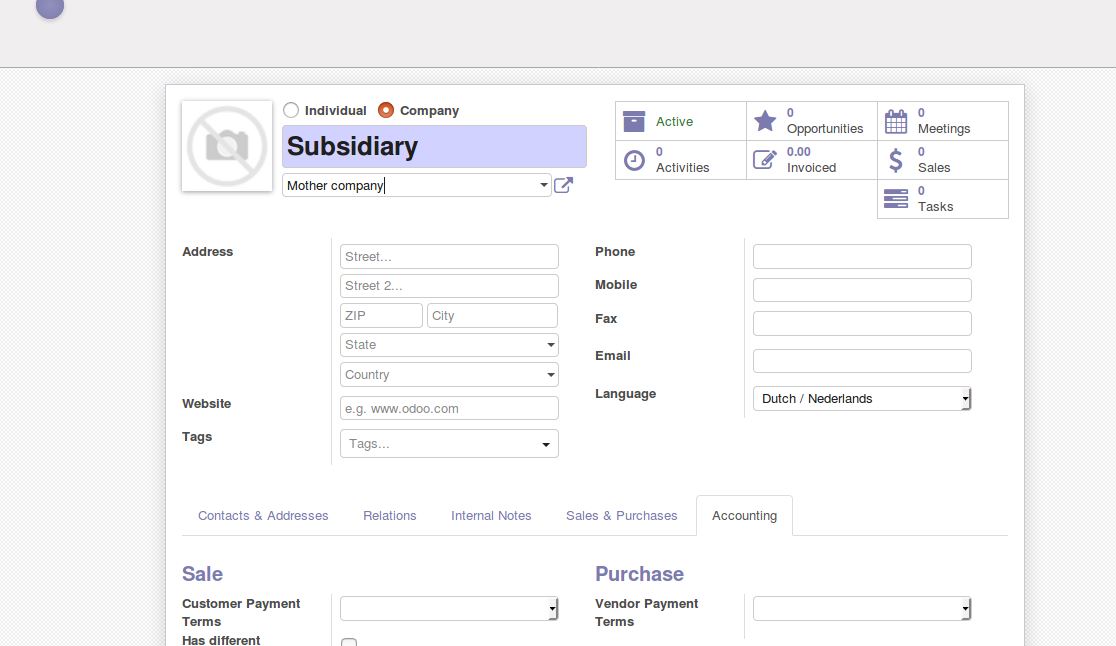 Individual Company
Subsidiary
Mother company
Active
0
Opportunities
0
Meetings
0
Activities
0.00
Invoiced
0
Sales
0
Tasks
Address
Street...
Street 2...
ZIP City
State
Country
Website
e.g. www.odoo.com
Tags
Tags...
Phone
Mobile
Fax
Email
Language
Dutch / Nederlands
Contacts & Addresses Relations Internal Notes Sales & Purchases Accounting
Sale
Customer Payment
Terms
Has different
Purchase
Vendor Payment
Terms